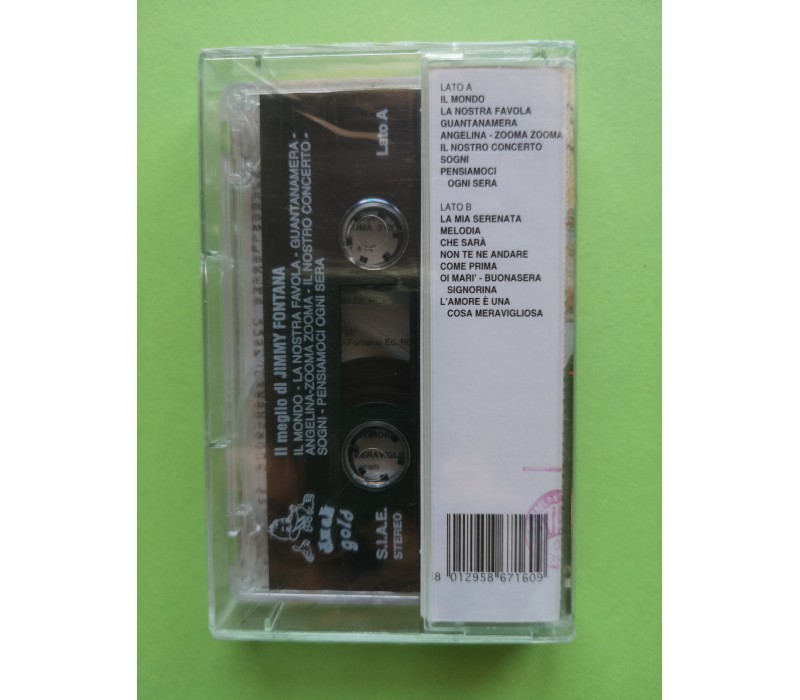 LATO A
IL MONDO
LA NOSTRA FAVOLA
GUANTANAMERA
ANGELINA - ZOOMA ZOOMA
IL NOSTRO CONCERTO
SOGNI
PENSIAMOCI
OGNI SERA
LATO B
LA MIA SERENATA
MELODIA
CHE SARÀ
NON TE NE ANDARE
COME PRIMA
OI MARI' - BUONASERA
SIGNORINA
L'AMORE È UNA
COSA MERAVIGLIOSA
8 012958 671609
Il meglio di JIMMY FONTANA
IL MONDO - LA NOSTRA FAVOLA - GUANTANAMERA -
ANGELINA-ZOOMA ZOOMA - IL NOSTRO CONCERTO -
SOGNI - PENSIAMOCI OGNI SERA
Lato A
gold
S.I.A.E.
STEREO